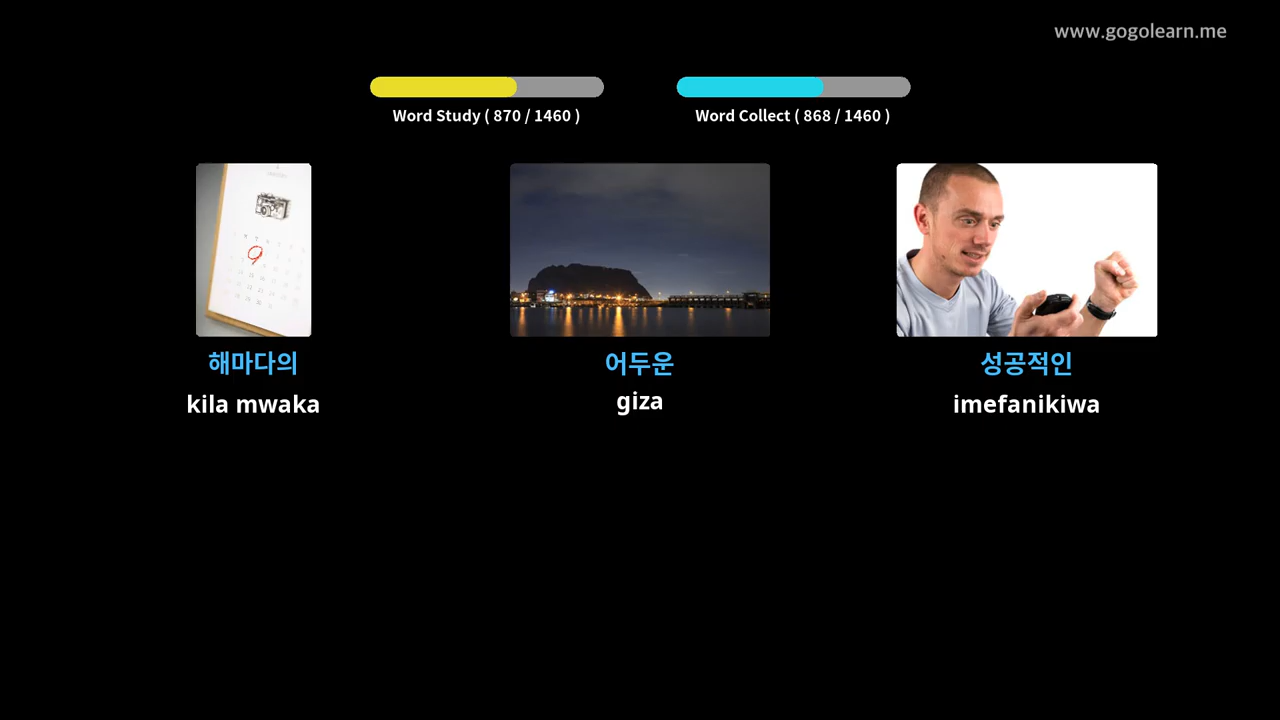 www.gogolearn.me
Word Study ( 870 / 1460 )
Word Collect ( 868 / 1460 )
해마다의
어두운
성공적인
kila mwaka
giza
imefanikiwa